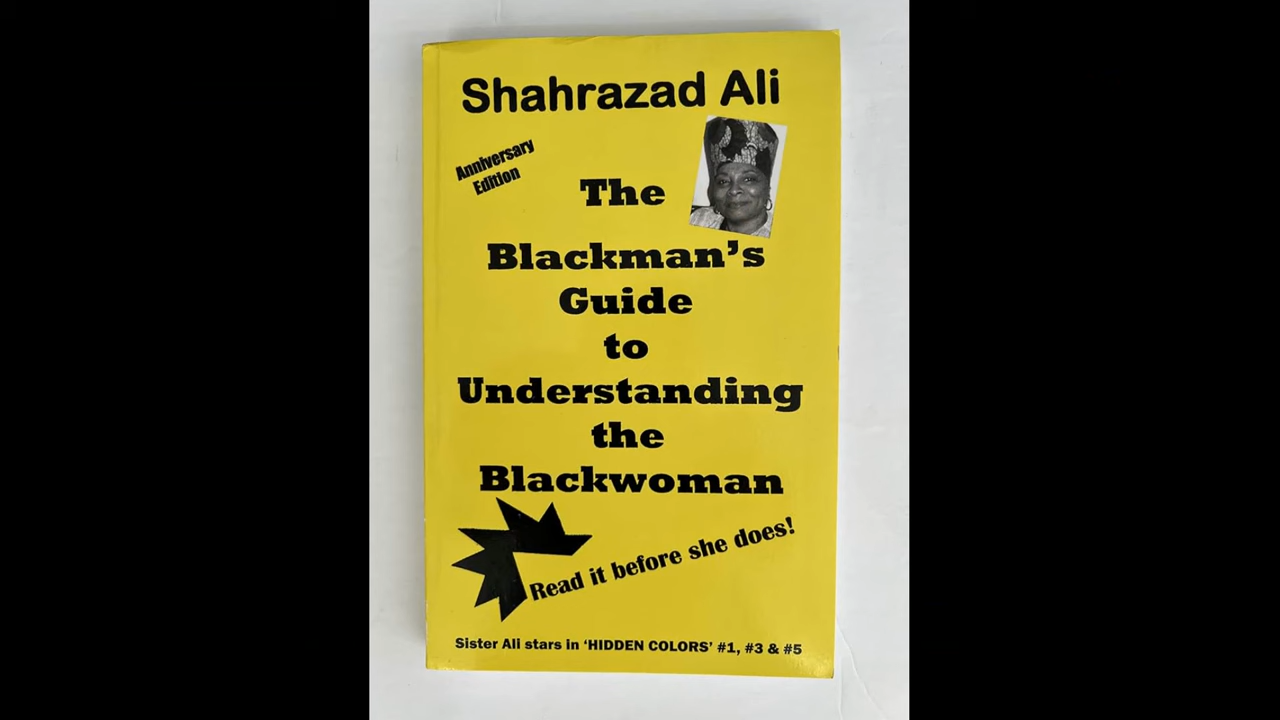 Shahrazad Ali
Anniversary
Edition
The
Blackman's
Guide
to
Understanding
the
Blackwoman
Read it before she does!
Sister Ali stars in ‘HIDDEN COLORS’ #1, #3 & #5